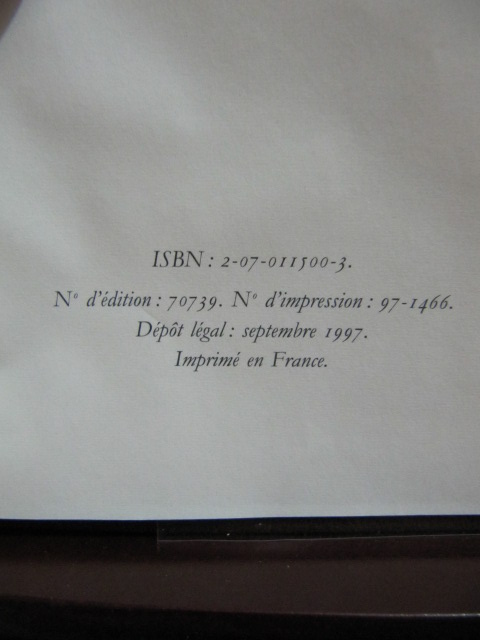 ISBN : 2-07-011500-3.
N° d'édition : 70739. N° d'impression : 97-1466.
Dépôt légal : septembre 1997.
Imprimé en France.